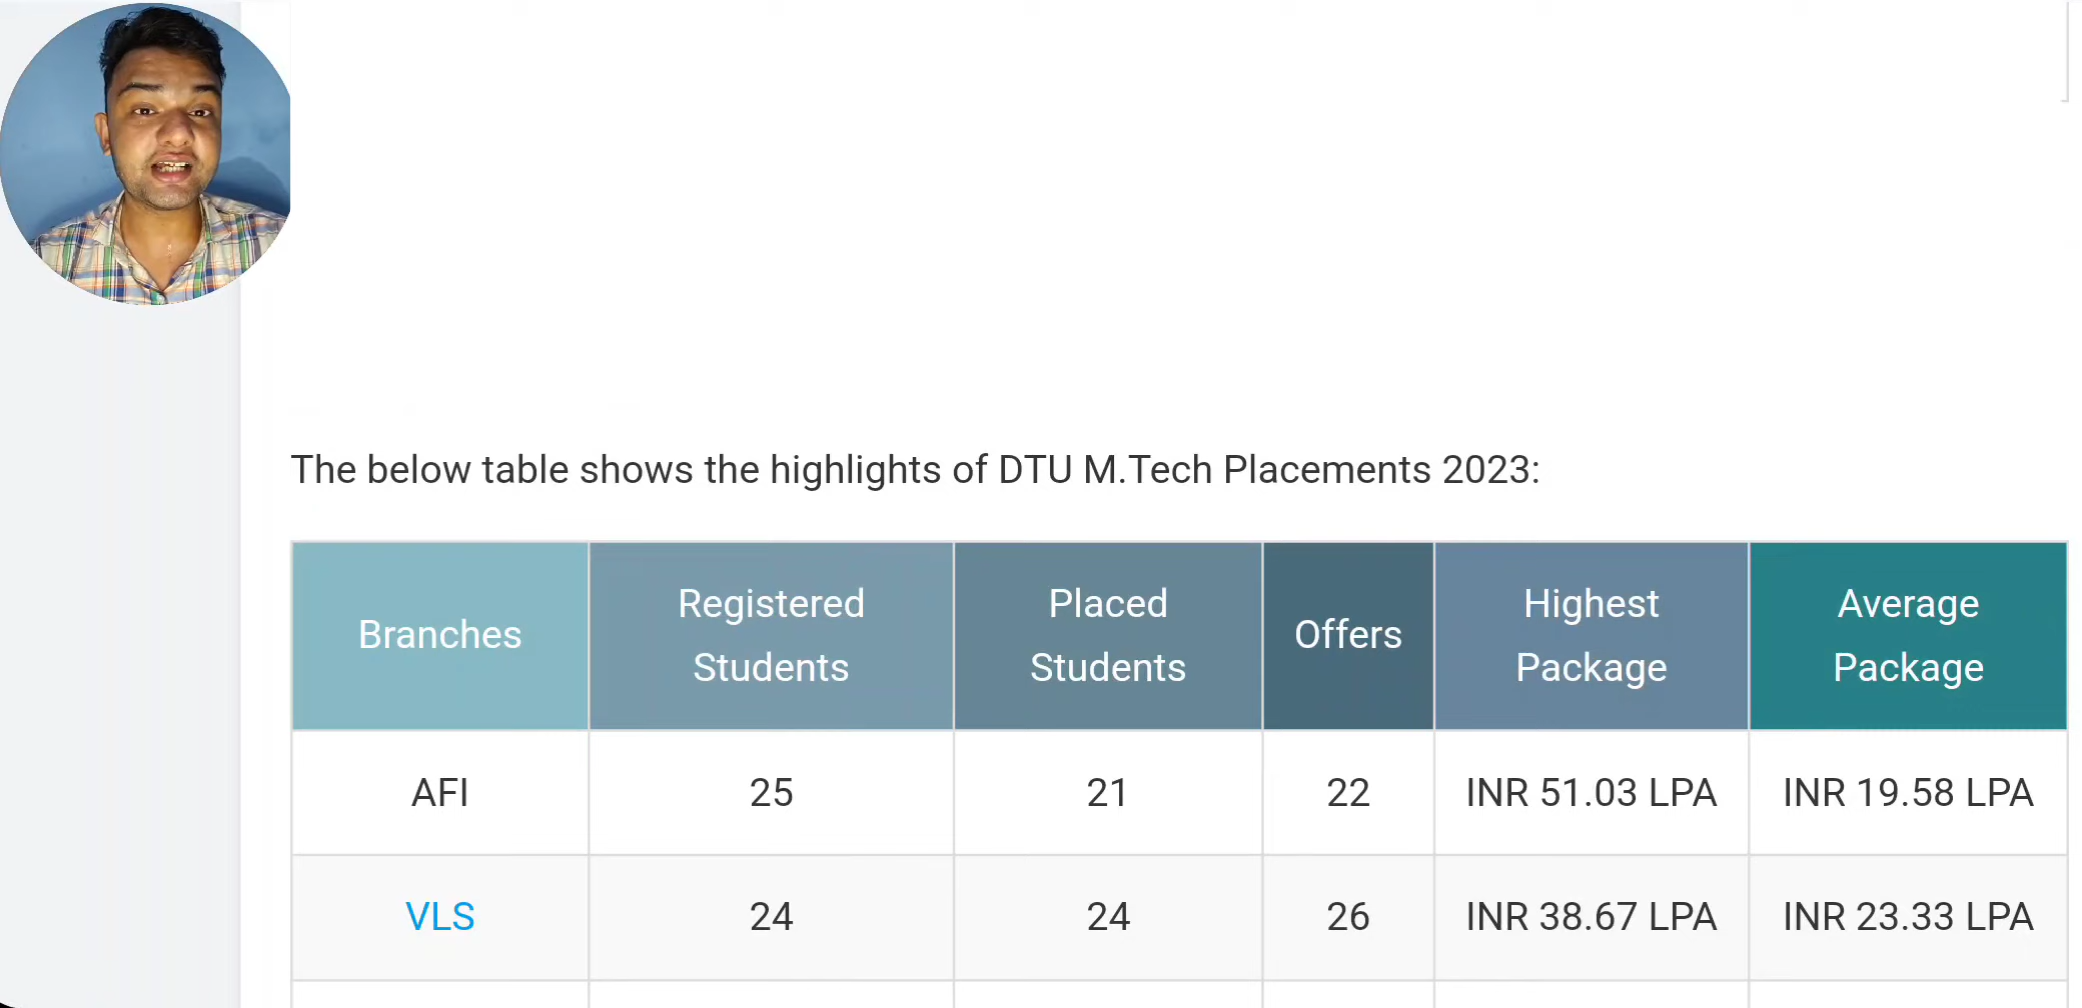 The below table shows the highlights of DTU M.Tech Placements 2023:
Branches Registered Students Placed Students Offers Highest Package Average Package
AFI 25 21 22 INR 51.03 LPA INR 19.58 LPA
VLS 24 24 26 INR 38.67 LPA INR 23.33 LPA